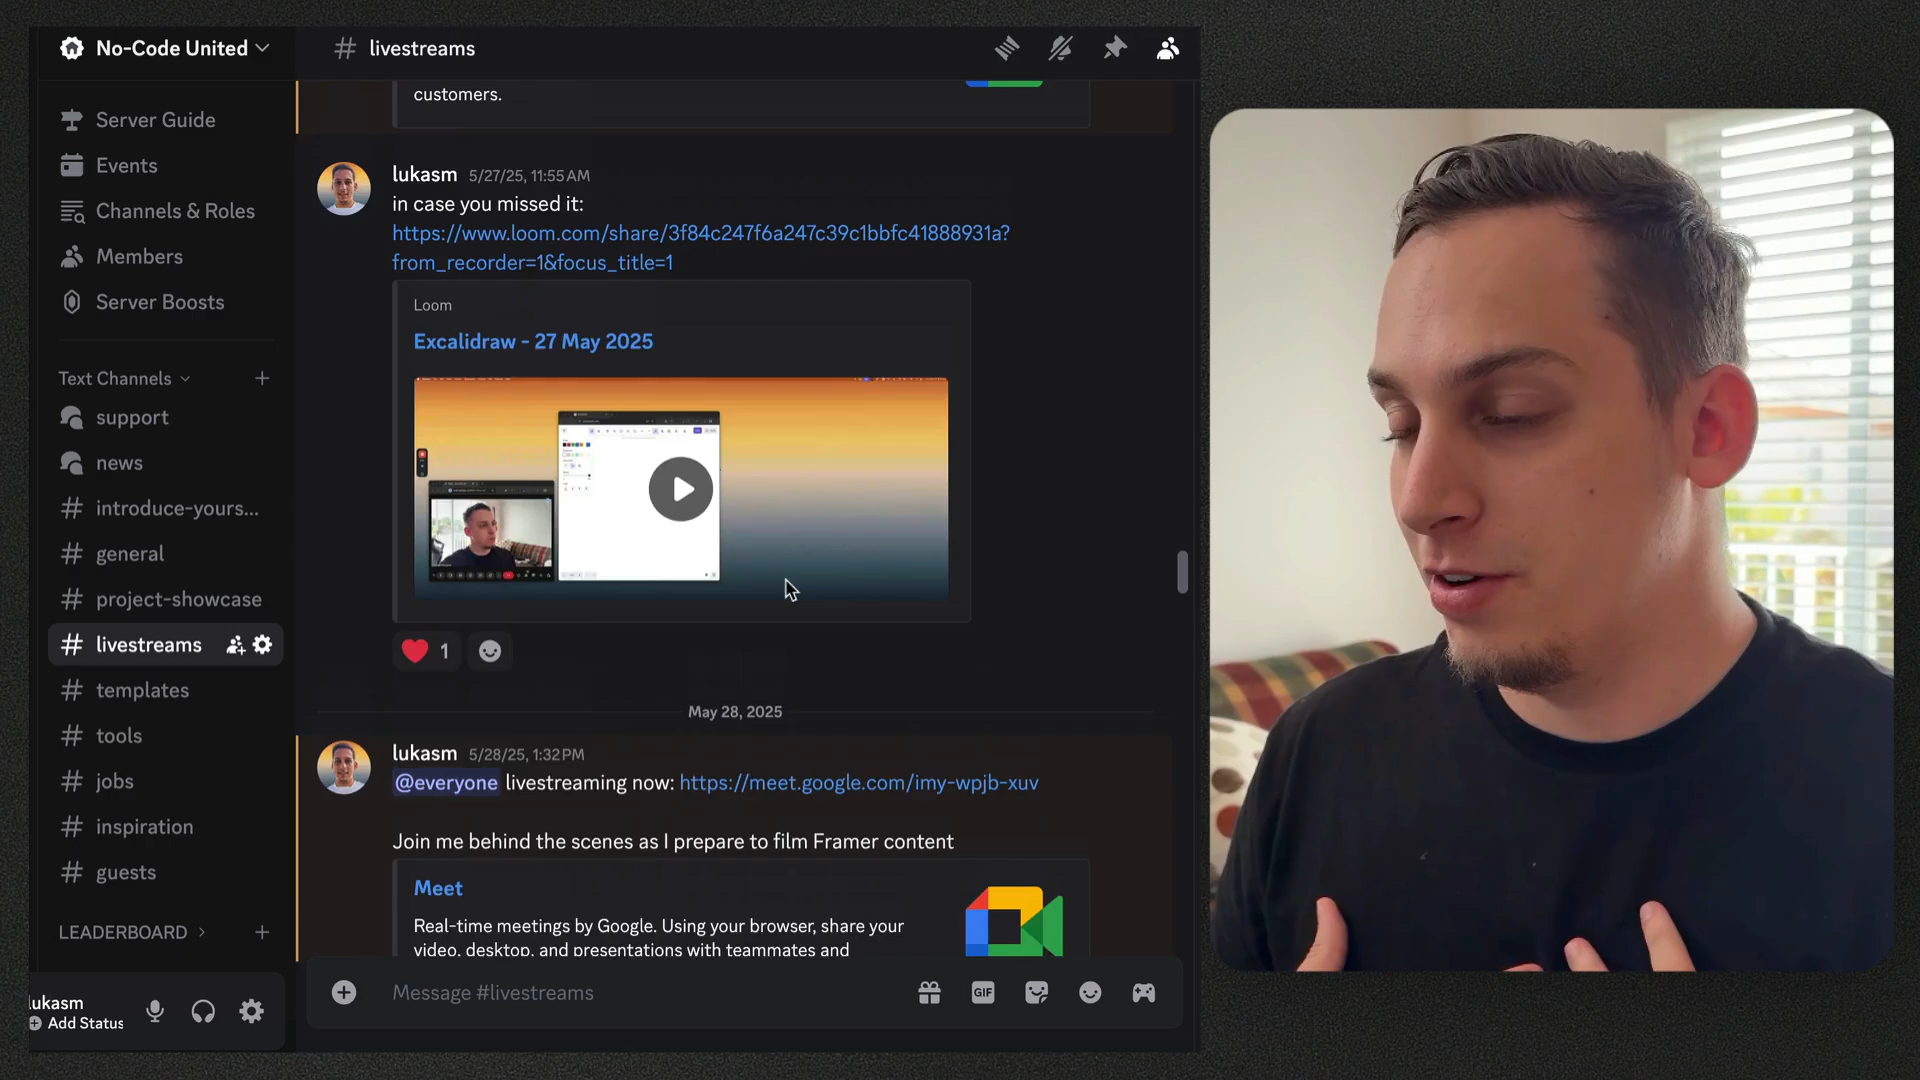 No-Code United
Server Guide
Events
Channels & Roles
Members
Server Boosts
Text Channels
support
news
introduce-yours...
general
project-showcase
livestreams
templates
tools
jobs
inspiration
guests
LEADERBOARD
lukasm
Add Status
livestreams
customers.
lukasm 5/27/25, 11:55 AM
in case you missed it:
https://www.loom.com/share/3f84c247f6a247c39c1bbfc41888931a?
from_recorder=1&focus_title=1
Loom
Excalidraw - 27 May 2025
1
May 28, 2025
lukasm 5/28/25, 1:32 PM
@everyone livestreaming now: https://meet.google.com/imy-wpjb-xuv
Join me behind the scenes as I prepare to film Framer content
Meet
Real-time meetings by Google. Using your browser, share your
video, desktop, and presentations with teammates and
Message #livestreams
GIF